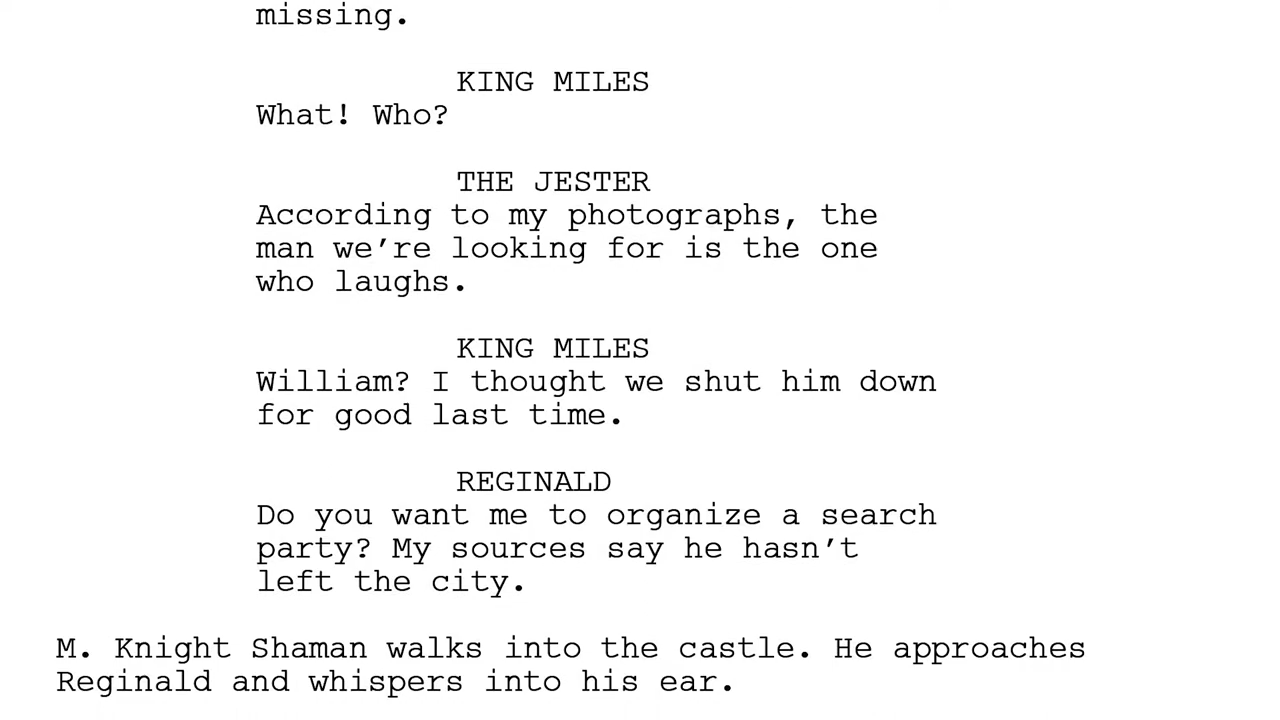 missing.
KING MILES
What! Who?
THE JESTER
According to my photographs, the
man we’re looking for is the one
who laughs.
KING MILES
William? I thought we shut him down
for good last time.
REGINALD
Do you want me to organize a search
party? My sources say he hasn’t
left the city.
M. Knight Shaman walks into the castle. He approaches
Reginald and whispers into his ear.